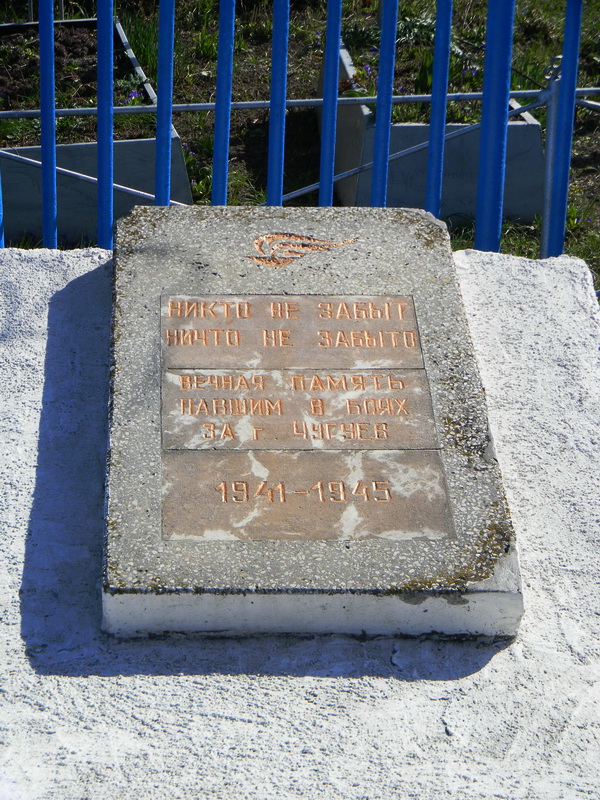 НИКТО НЕ ЗАБЫТ
НИЧТО НЕ ЗАБЫТО
ВЕЧНАЯ ПАМЯТЬ
ПАВШИМ В БОЯХ
ЗА г. ЧУГУЕВ
1941-1945